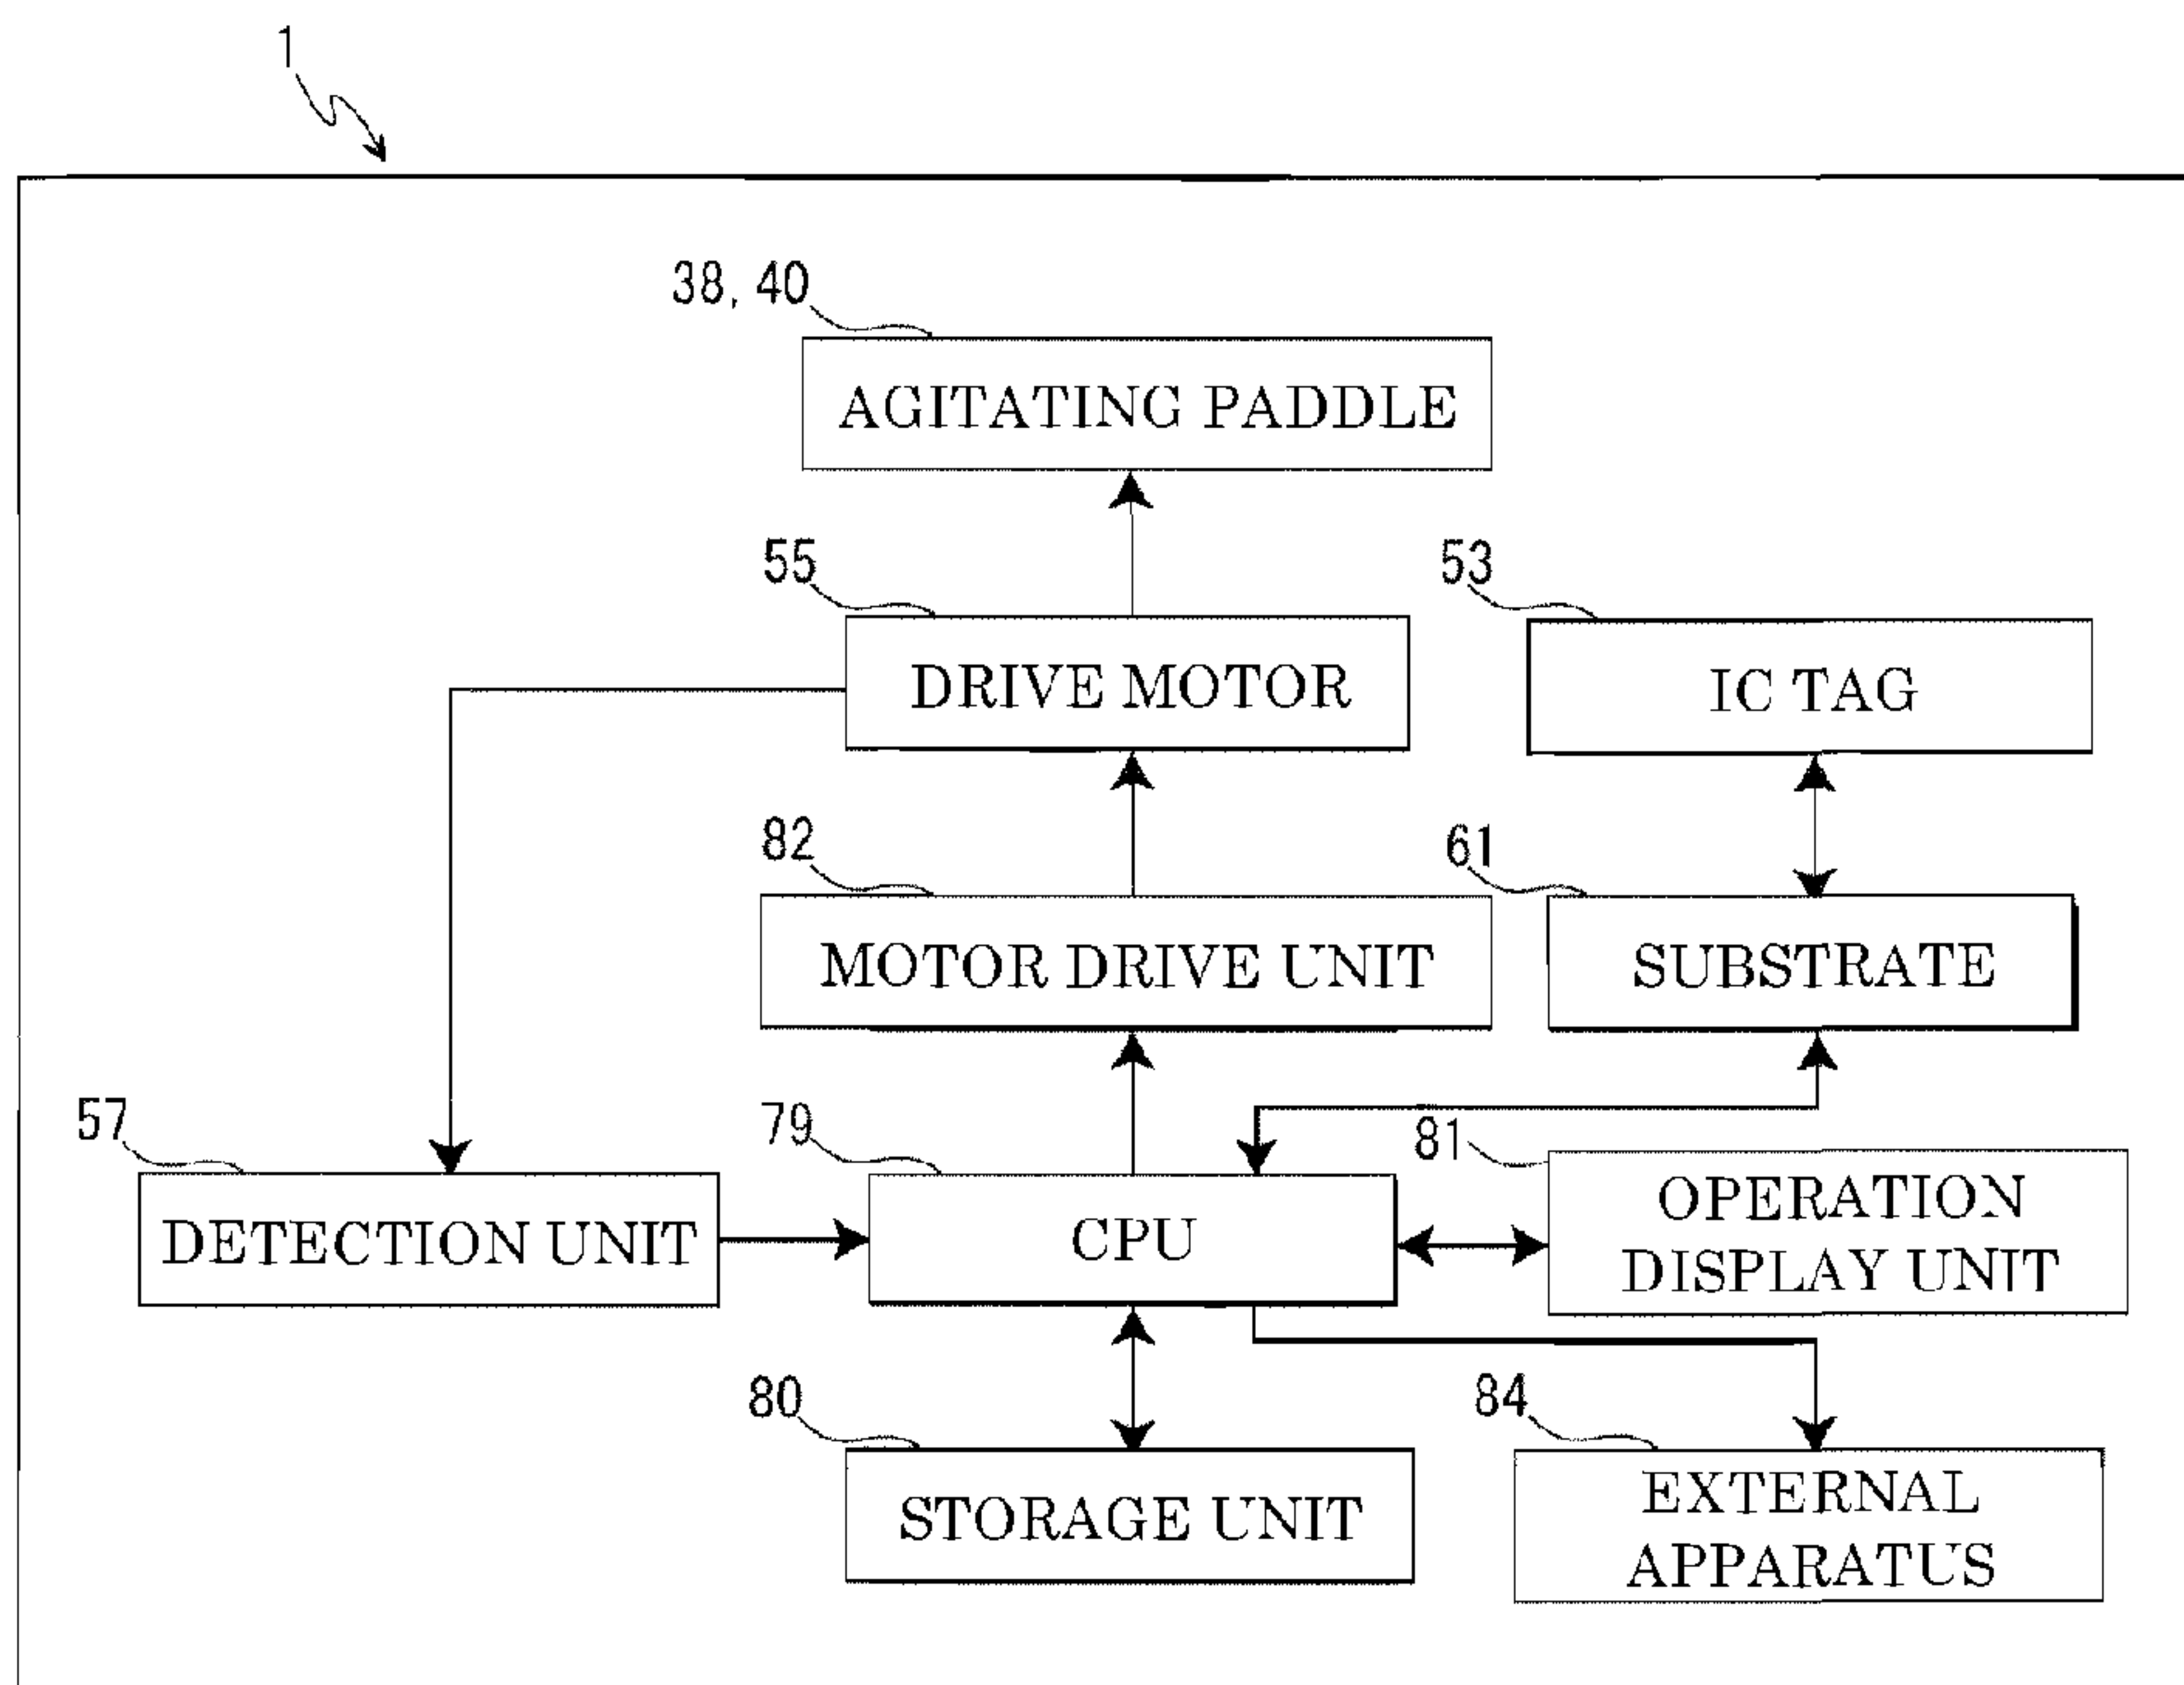 1
38, 40
AGITATING PADDLE
55
DRIVE MOTOR
53
IC TAG
82
MOTOR DRIVE UNIT
61
SUBSTRATE
57
DETECTION UNIT
79
CPU
81
OPERATION
DISPLAY UNIT
80
STORAGE UNIT
84
EXTERNAL
APPARATUS